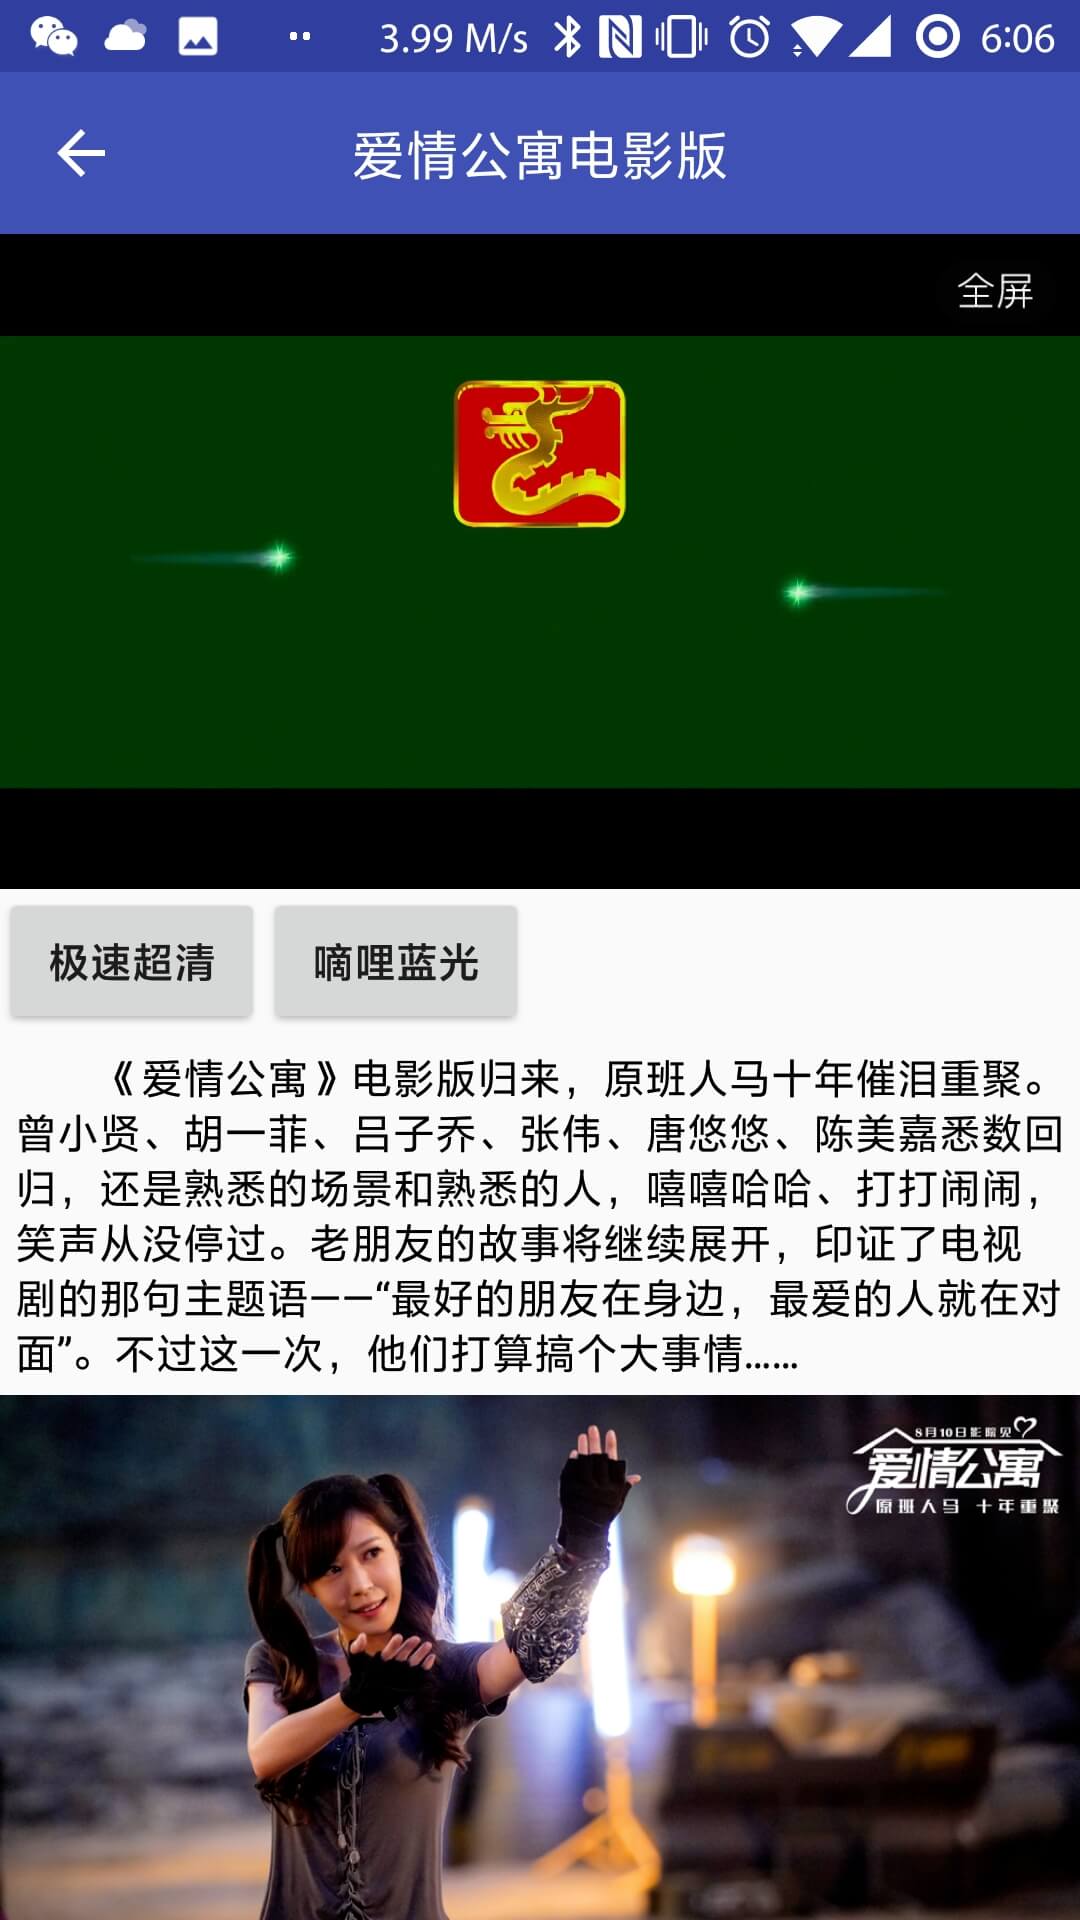 3.99 M/s 6:06
爱情公寓电影版
全屏
极速超清 嘀哩蓝光
《爱情公寓》电影版归来，原班人马十年催泪重聚。
曾小贤、胡一菲、吕子乔、张伟、唐悠悠、陈美嘉悉数回
归，还是熟悉的场景和熟悉的人，嘻嘻哈哈、打打闹闹，
笑声从没停过。老朋友的故事将继续展开，印证了电视
剧的那句主题语——“最好的朋友在身边，最爱的人就在对
面”。不过这一次，他们打算搞个大事情……
8月10日影院见
爱情公寓
原班人马 十年重聚